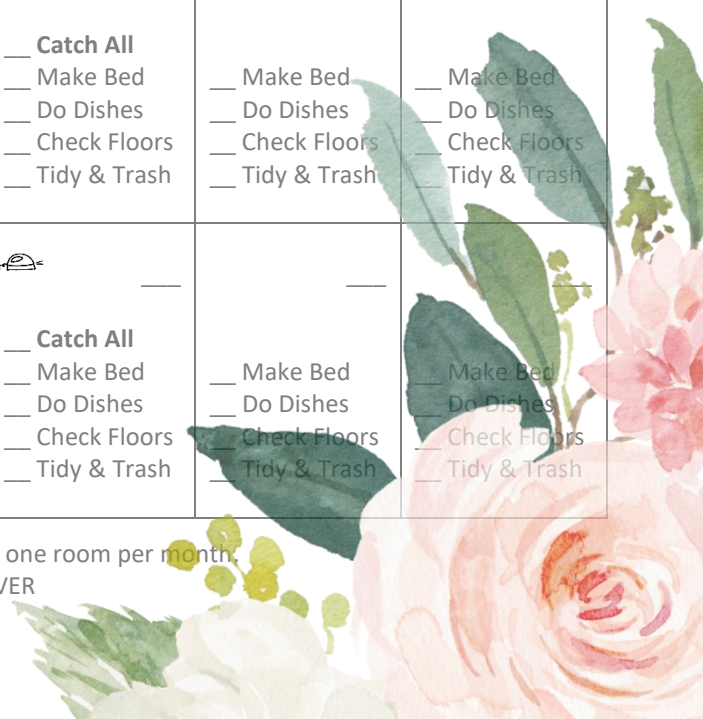 __ Catch All
__ Make Bed __ Make Bed __ Make Bed
__ Do Dishes __ Do Dishes __ Do Dishes
__ Check Floors __ Check Floors __ Check Floors
__ Tidy & Trash __ Tidy & Trash __ Tidy & Trash
___ ___ ___
__ Catch All
__ Make Bed __ Make Bed __ Make Bed
__ Do Dishes __ Do Dishes __ Do Dishes
__ Check Floors __ Check Floors __ Check Floors
__ Tidy & Trash __ Tidy & Trash __ Tidy & Trash
one room per month.